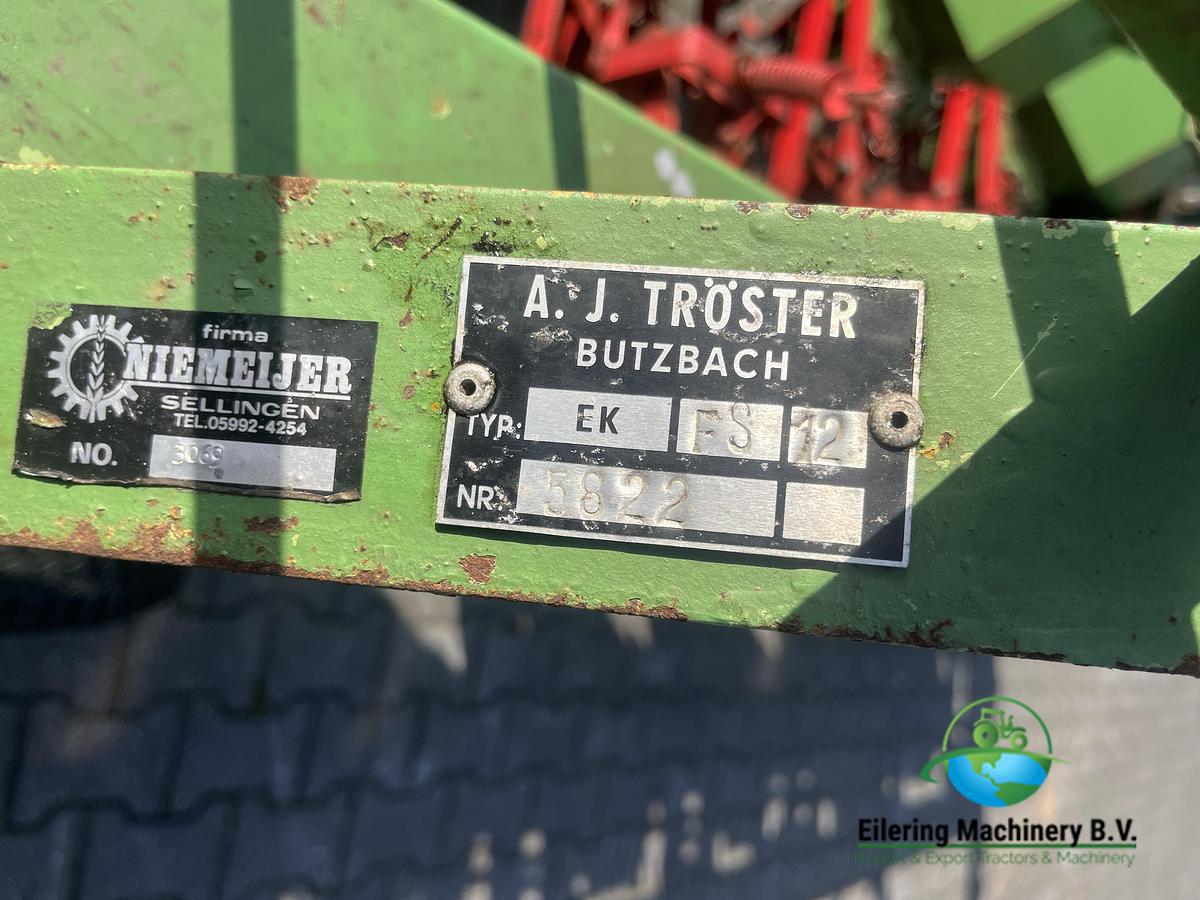 firma
NIEMEIJER
SELLINGEN
TEL.05992-4254
NO. 3069
A. J. TRÖSTER
BUTZBACH
TYP: EK FS 12
NR. 5822
Eilering Machinery B.V.
Import & Export Tractors & Machinery